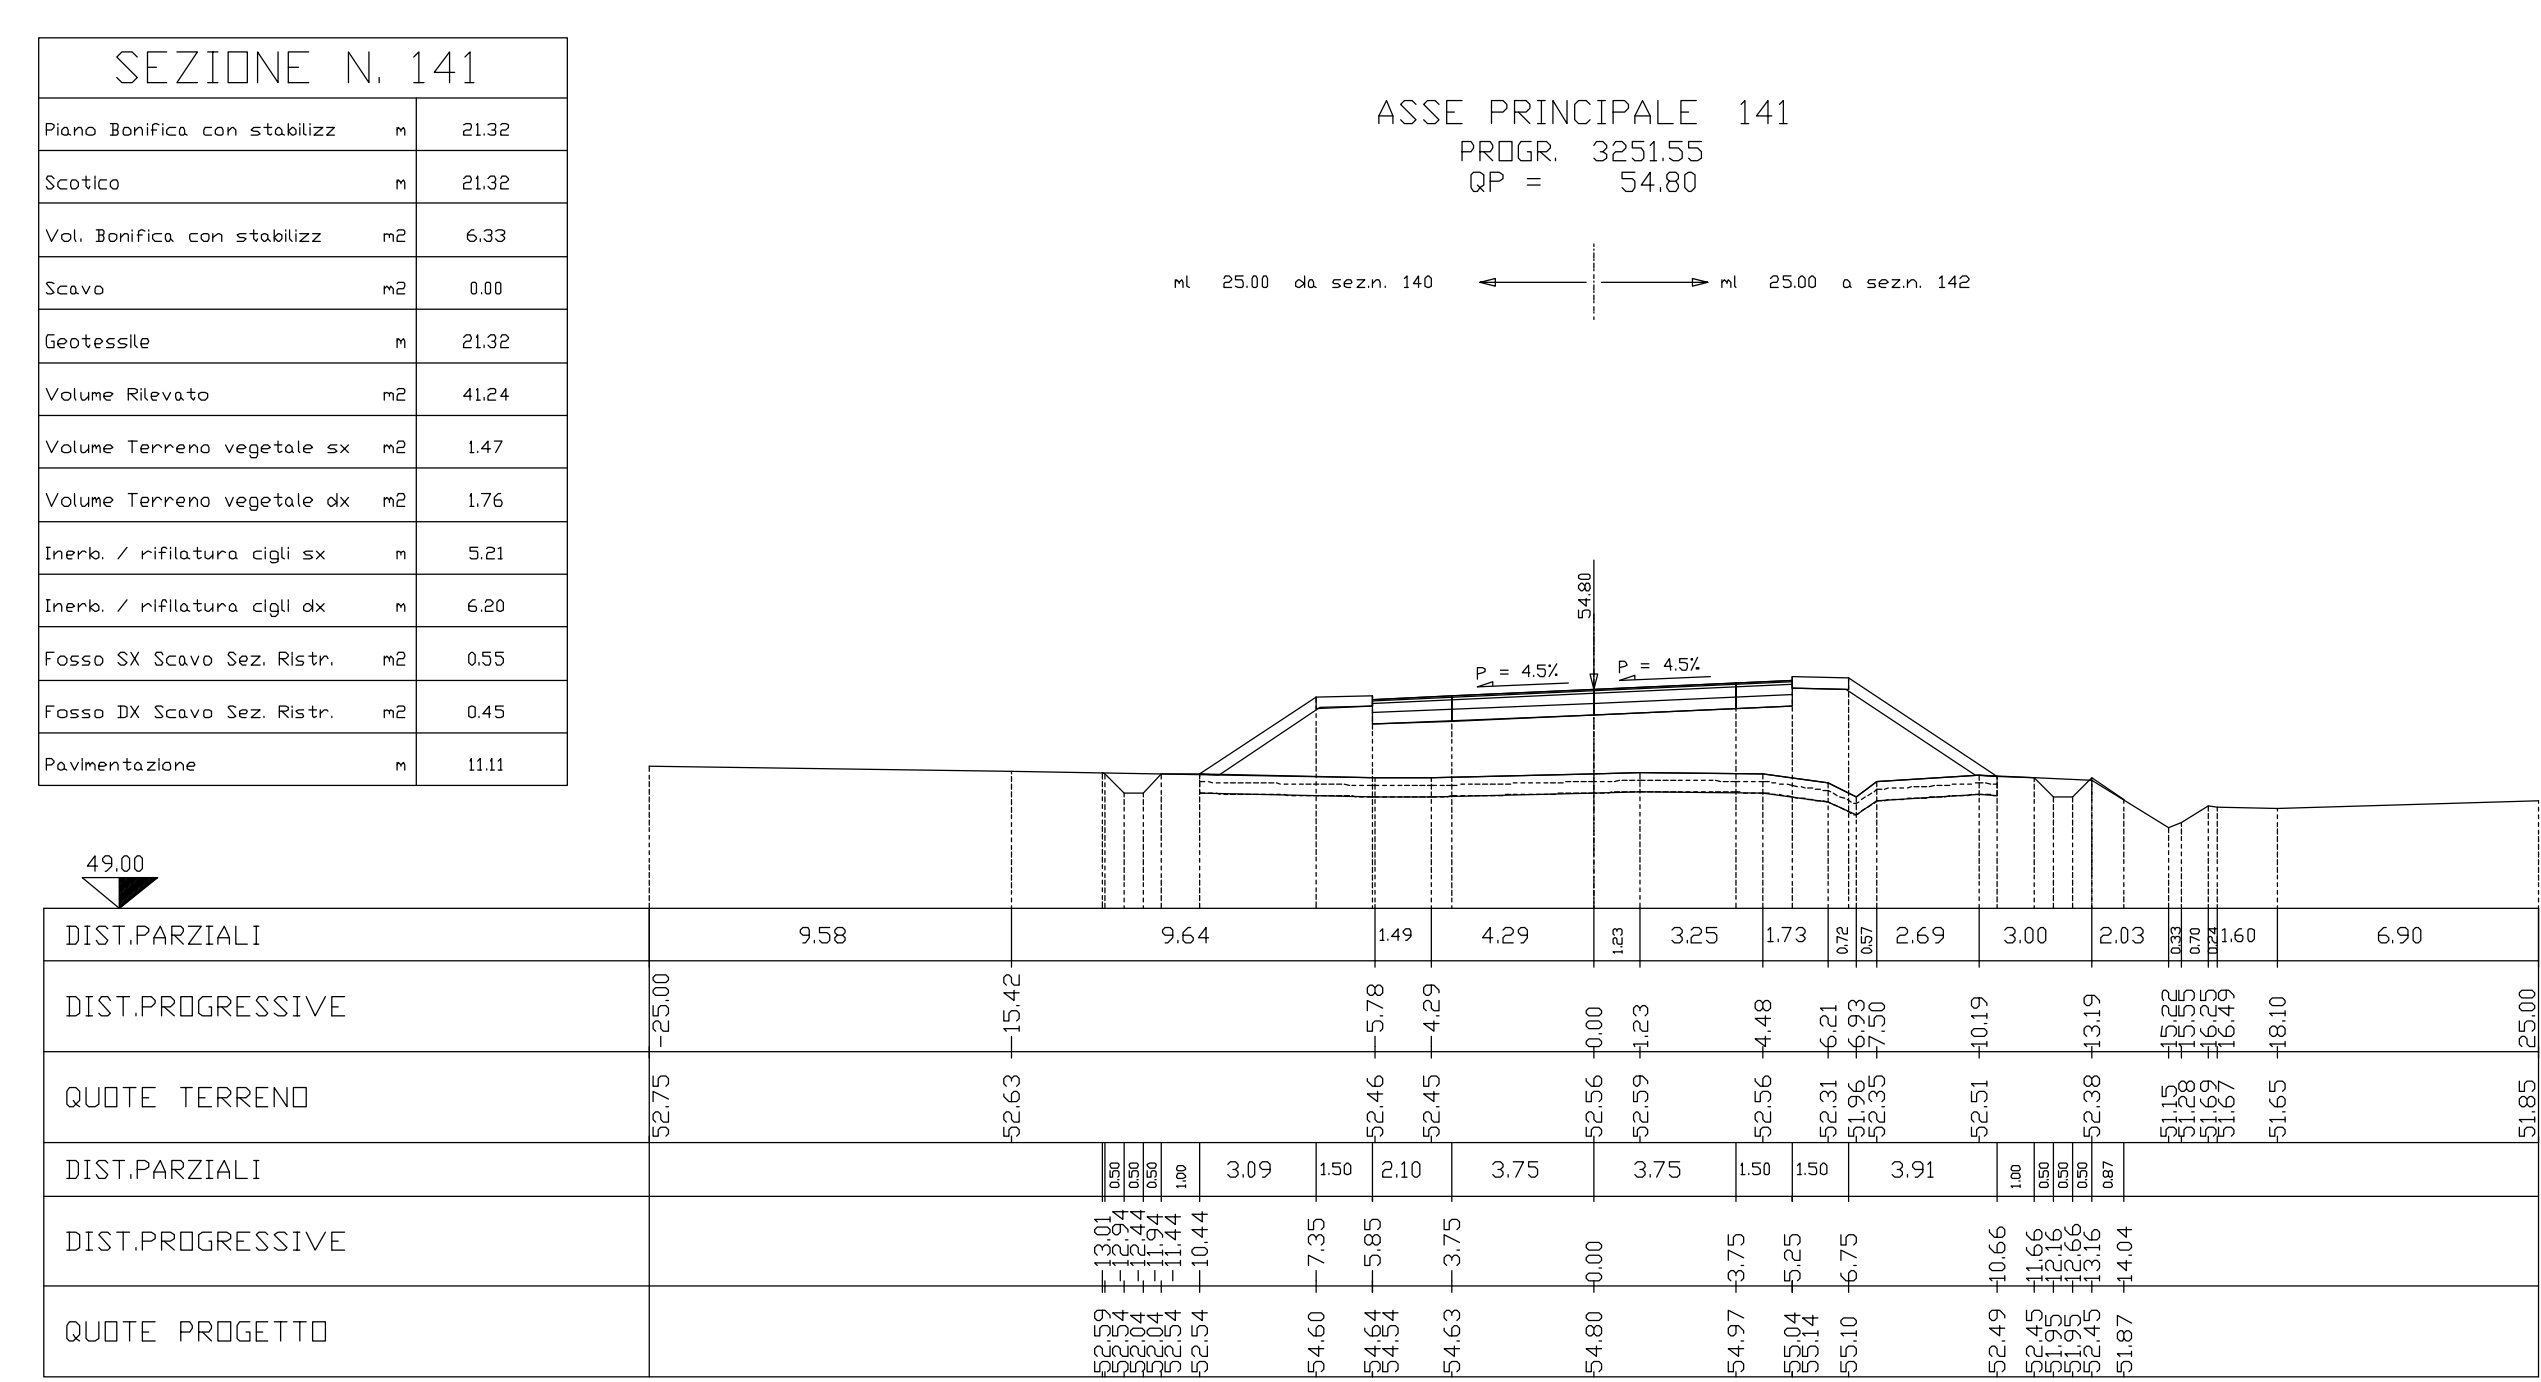 SEZIONE N. 141
Piano Bonifica con stabilizz m 21.32
Scotico m 21.32
Vol. Bonifica con stabilizz m2 6.33
Scavo m2 0.00
Geotessile m 21.32
Volume Rilevato m2 41.24
Volume Terreno vegetale sx m2 1.47
Volume Terreno vegetale dx m2 1.76
Inerb. / rifilatura cigli sx m 5.21
Inerb. / rifilatura cigli dx m 6.20
Fosso SX Scavo Sez. Ristr. m2 0.55
Fosso DX Scavo Sez. Ristr. m2 0.45
Pavimentazione m 11.11
ASSE PRINCIPALE 141
PROGR. 3251.55
QP = 54.80
ml 25.00 da sez.n. 140
ml 25.00 a sez.n. 142
54.80
P = 4.5%
P = 4.5%
49.00
DIST.PARZIALI 9.58 9.64 1.49 4.29 1.23 3.25 1.73 0.72 0.57 2.69 3.00 2.03 0.33 0.70 0.24 1.60 6.90
DIST.PROGRESSIVE -25.00 -15.42 -5.78 -4.29 0.00 1.23 4.48 6.21 6.93 7.50 10.19 13.19 15.22 15.55 16.25 16.49 18.10 25.00
QUOTE TERRENO 52.75 52.63 52.46 52.45 52.56 52.59 52.56 52.31 51.96 52.35 52.51 52.38 51.15 51.28 51.69 51.67 51.65 51.85
DIST.PARZIALI 0.50 0.50 0.50 1.00 3.09 1.50 2.10 3.75 3.75 1.50 1.50 3.91 1.00 0.50 0.50 0.50 0.87
DIST.PROGRESSIVE -13.01 -12.94 -12.44 -11.94 -11.44 -10.44 -7.35 -5.85 -3.75 0.00 3.75 5.25 6.75 10.66 11.66 12.16 12.66 13.16 14.04
QUOTE PROGETTO 52.59 52.54 52.04 52.04 52.54 52.54 54.60 54.64 54.54 54.63 54.80 54.97 55.04 55.14 55.10 52.49 52.45 51.95 51.95 52.45 51.87